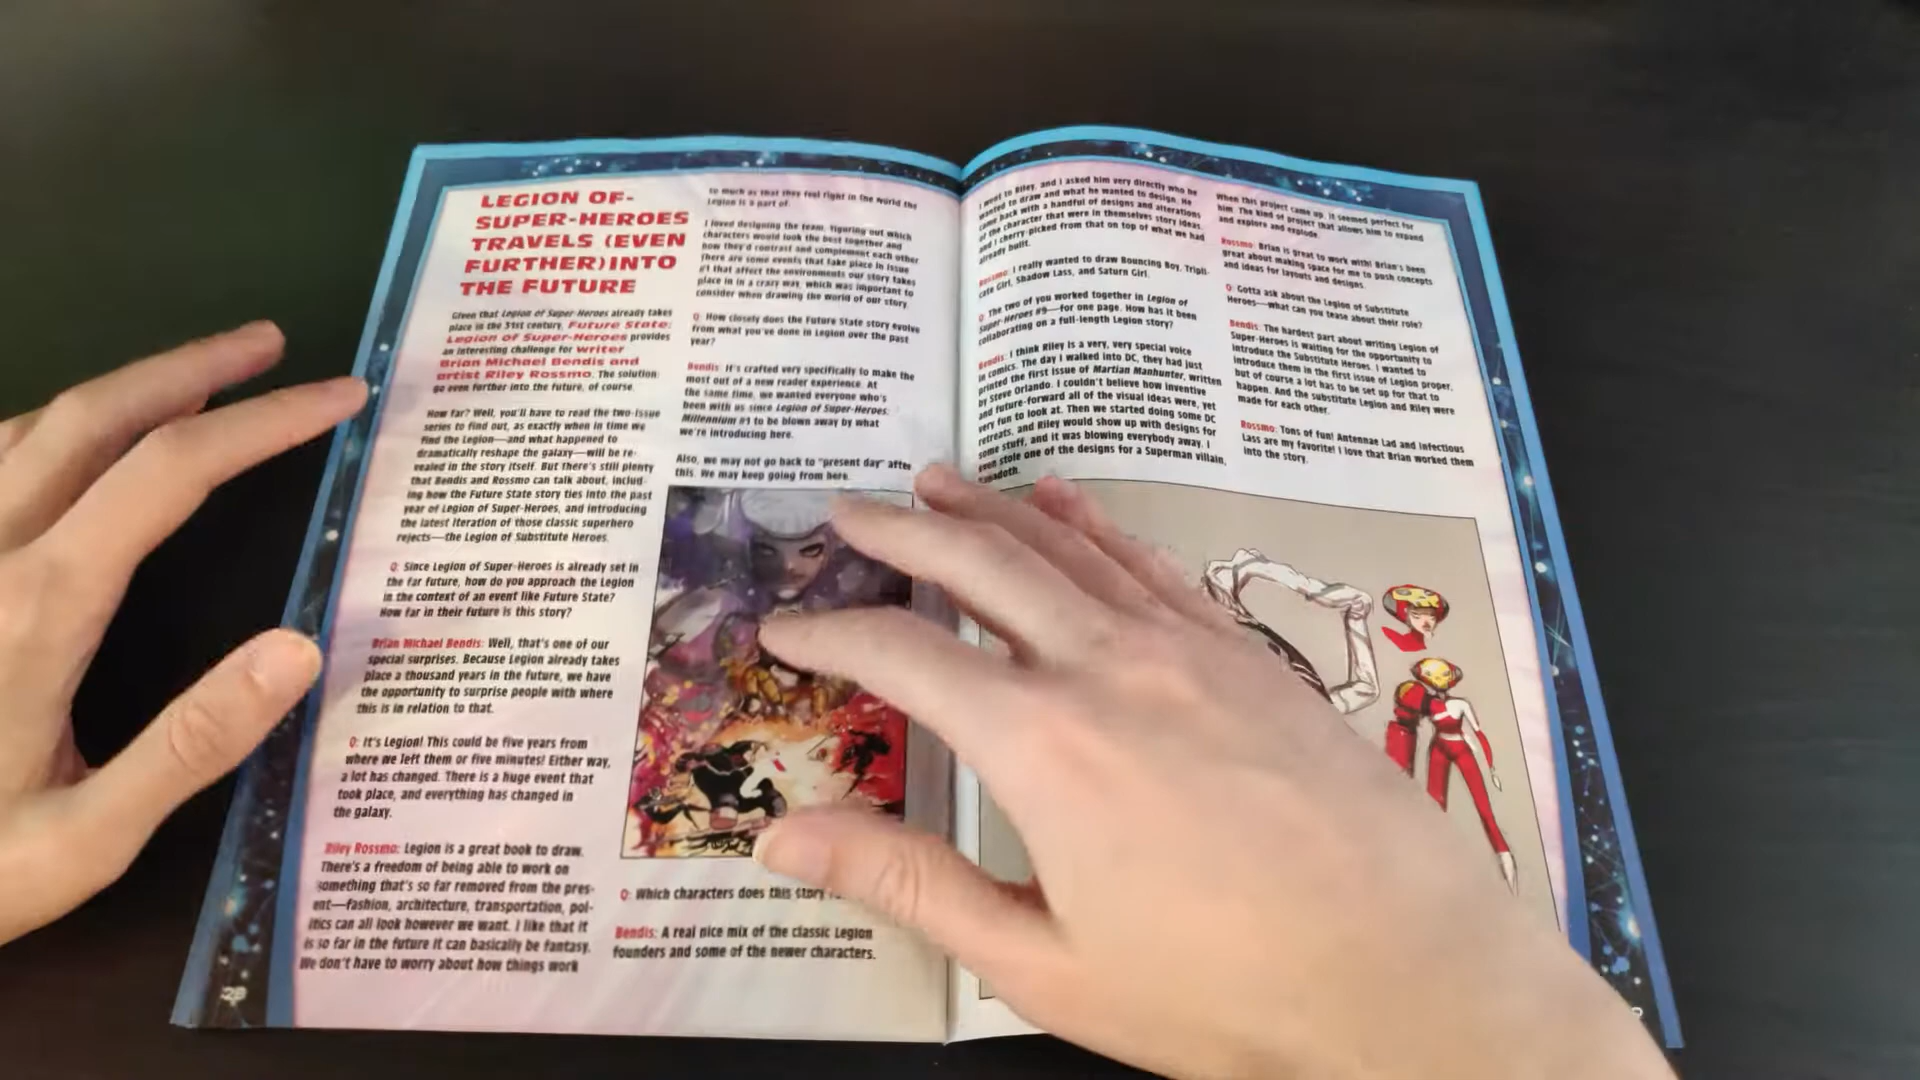 LEGION OF-
SUPER-HEROES
TRAVELS (EVEN
FURTHER)INTO
THE FUTURE
Given that Legion of Super-Heroes already takes
place in the 31st century, Future State:
Legion of Super-Heroes provides
an interesting challenge for writer
Brian Michael Bendis and
artist Riley Rossmo. The solution:
go even further into the future, of course.
How far? Well, you'll have to read the two-issue
series to find out, as exactly when in time we
find the Legion—and what happened to
dramatically reshape the galaxy—will be re-
vealed in the story itself. But there's still plenty
that Bendis and Rossmo can talk about, includ-
ing how the Future State story ties into the past
year of Legion of Super-Heroes, and introducing
the latest iteration of those classic superhero
rejects—the Legion of Substitute Heroes.
Q: Since Legion of Super-Heroes is already set in
the far future, how do you approach the Legion
in the context of an event like Future State?
How far in their future is this story?
Brian Michael Bendis: Well, that's one of our
special surprises. Because Legion already takes
place a thousand years in the future, we have
the opportunity to surprise people with where
this is in relation to that.
Q: It's Legion! This could be five years from
where we left them or five minutes! Either way,
a lot has changed. There is a huge event that
took place, and everything has changed in
the galaxy.
Riley Rossmo: Legion is a great book to draw.
There's a freedom of being able to work on
something that's so far removed from the pres-
ent—fashion, architecture, transportation, pol-
itics can all look however we want. I like that it
is so far in the future it can basically be fantasy.
We don't have to worry about how things work
28
so much as that they feel right in the world the
Legion is a part of.
I loved designing the team, figuring out which
characters would look the best together and
how they'd contrast and complement each other
There are some events that take place in issue
#1 that affect the environments our story takes
place in in a crazy way, which was important to
consider when drawing the world of our story.
Q: How closely does the Future State story evolve
from what you've done in Legion over the past
year?
Bendis: It's crafted very specifically to make the
most out of a new reader experience. At
the same time, we wanted everyone who's
been with us since Legion of Super-Heroes:
Millennium #1 to be blown away by what
we're introducing here.
Also, we may not go back to "present day" after
this. We may keep going from here.
Q: Which characters does this story
Bendis: A real nice mix of the classic Legion
founders and some of the newer characters.
I went to Riley, and I asked him very directly who he
wanted to draw and what he wanted to design. He
came back with a handful of designs and alterations
of the character that were in themselves story ideas,
and I cherry-picked from that on top of what we had
already built.
Rossmo: I really wanted to draw Bouncing Boy, Tripli-
cate Girl, Shadow Lass, and Saturn Girl.
Q: The two of you worked together in Legion of
Super-Heroes #9—for one page. How has it been
collaborating on a full-length Legion story?
Bendis: I think Riley is a very, very special voice
in comics. The day I walked into DC, they had just
printed the first issue of Martian Manhunter, written
by Steve Orlando. I couldn't believe how inventive
and future-forward all of the visual ideas were, yet
very fun to look at. Then we started doing some DC
retreats, and Riley would show up with designs for
some stuff, and it was blowing everybody away. I
even stole one of the designs for a Superman villain,
When this project came up, it seemed perfect for
him. The kind of project that allows him to expand
and explore and explode.
Rossmo: Brian is great to work with! Brian's been
great about making space for me to push concepts
and ideas for layouts and designs.
Q: Gotta ask about the Legion of Substitute
Heroes—what can you tease about their role?
Bendis: The hardest part about writing Legion of
Super-Heroes is waiting for the opportunity to
introduce the Substitute Heroes. I wanted to
introduce them in the first issue of Legion proper,
but of course a lot has to be set up for that to
happen. And the substitute Legion and Riley were
made for each other.
Rossmo: Tons of fun! Antennae Lad and Infectious
Lass are my favorite! I love that Brian worked them
into the story.